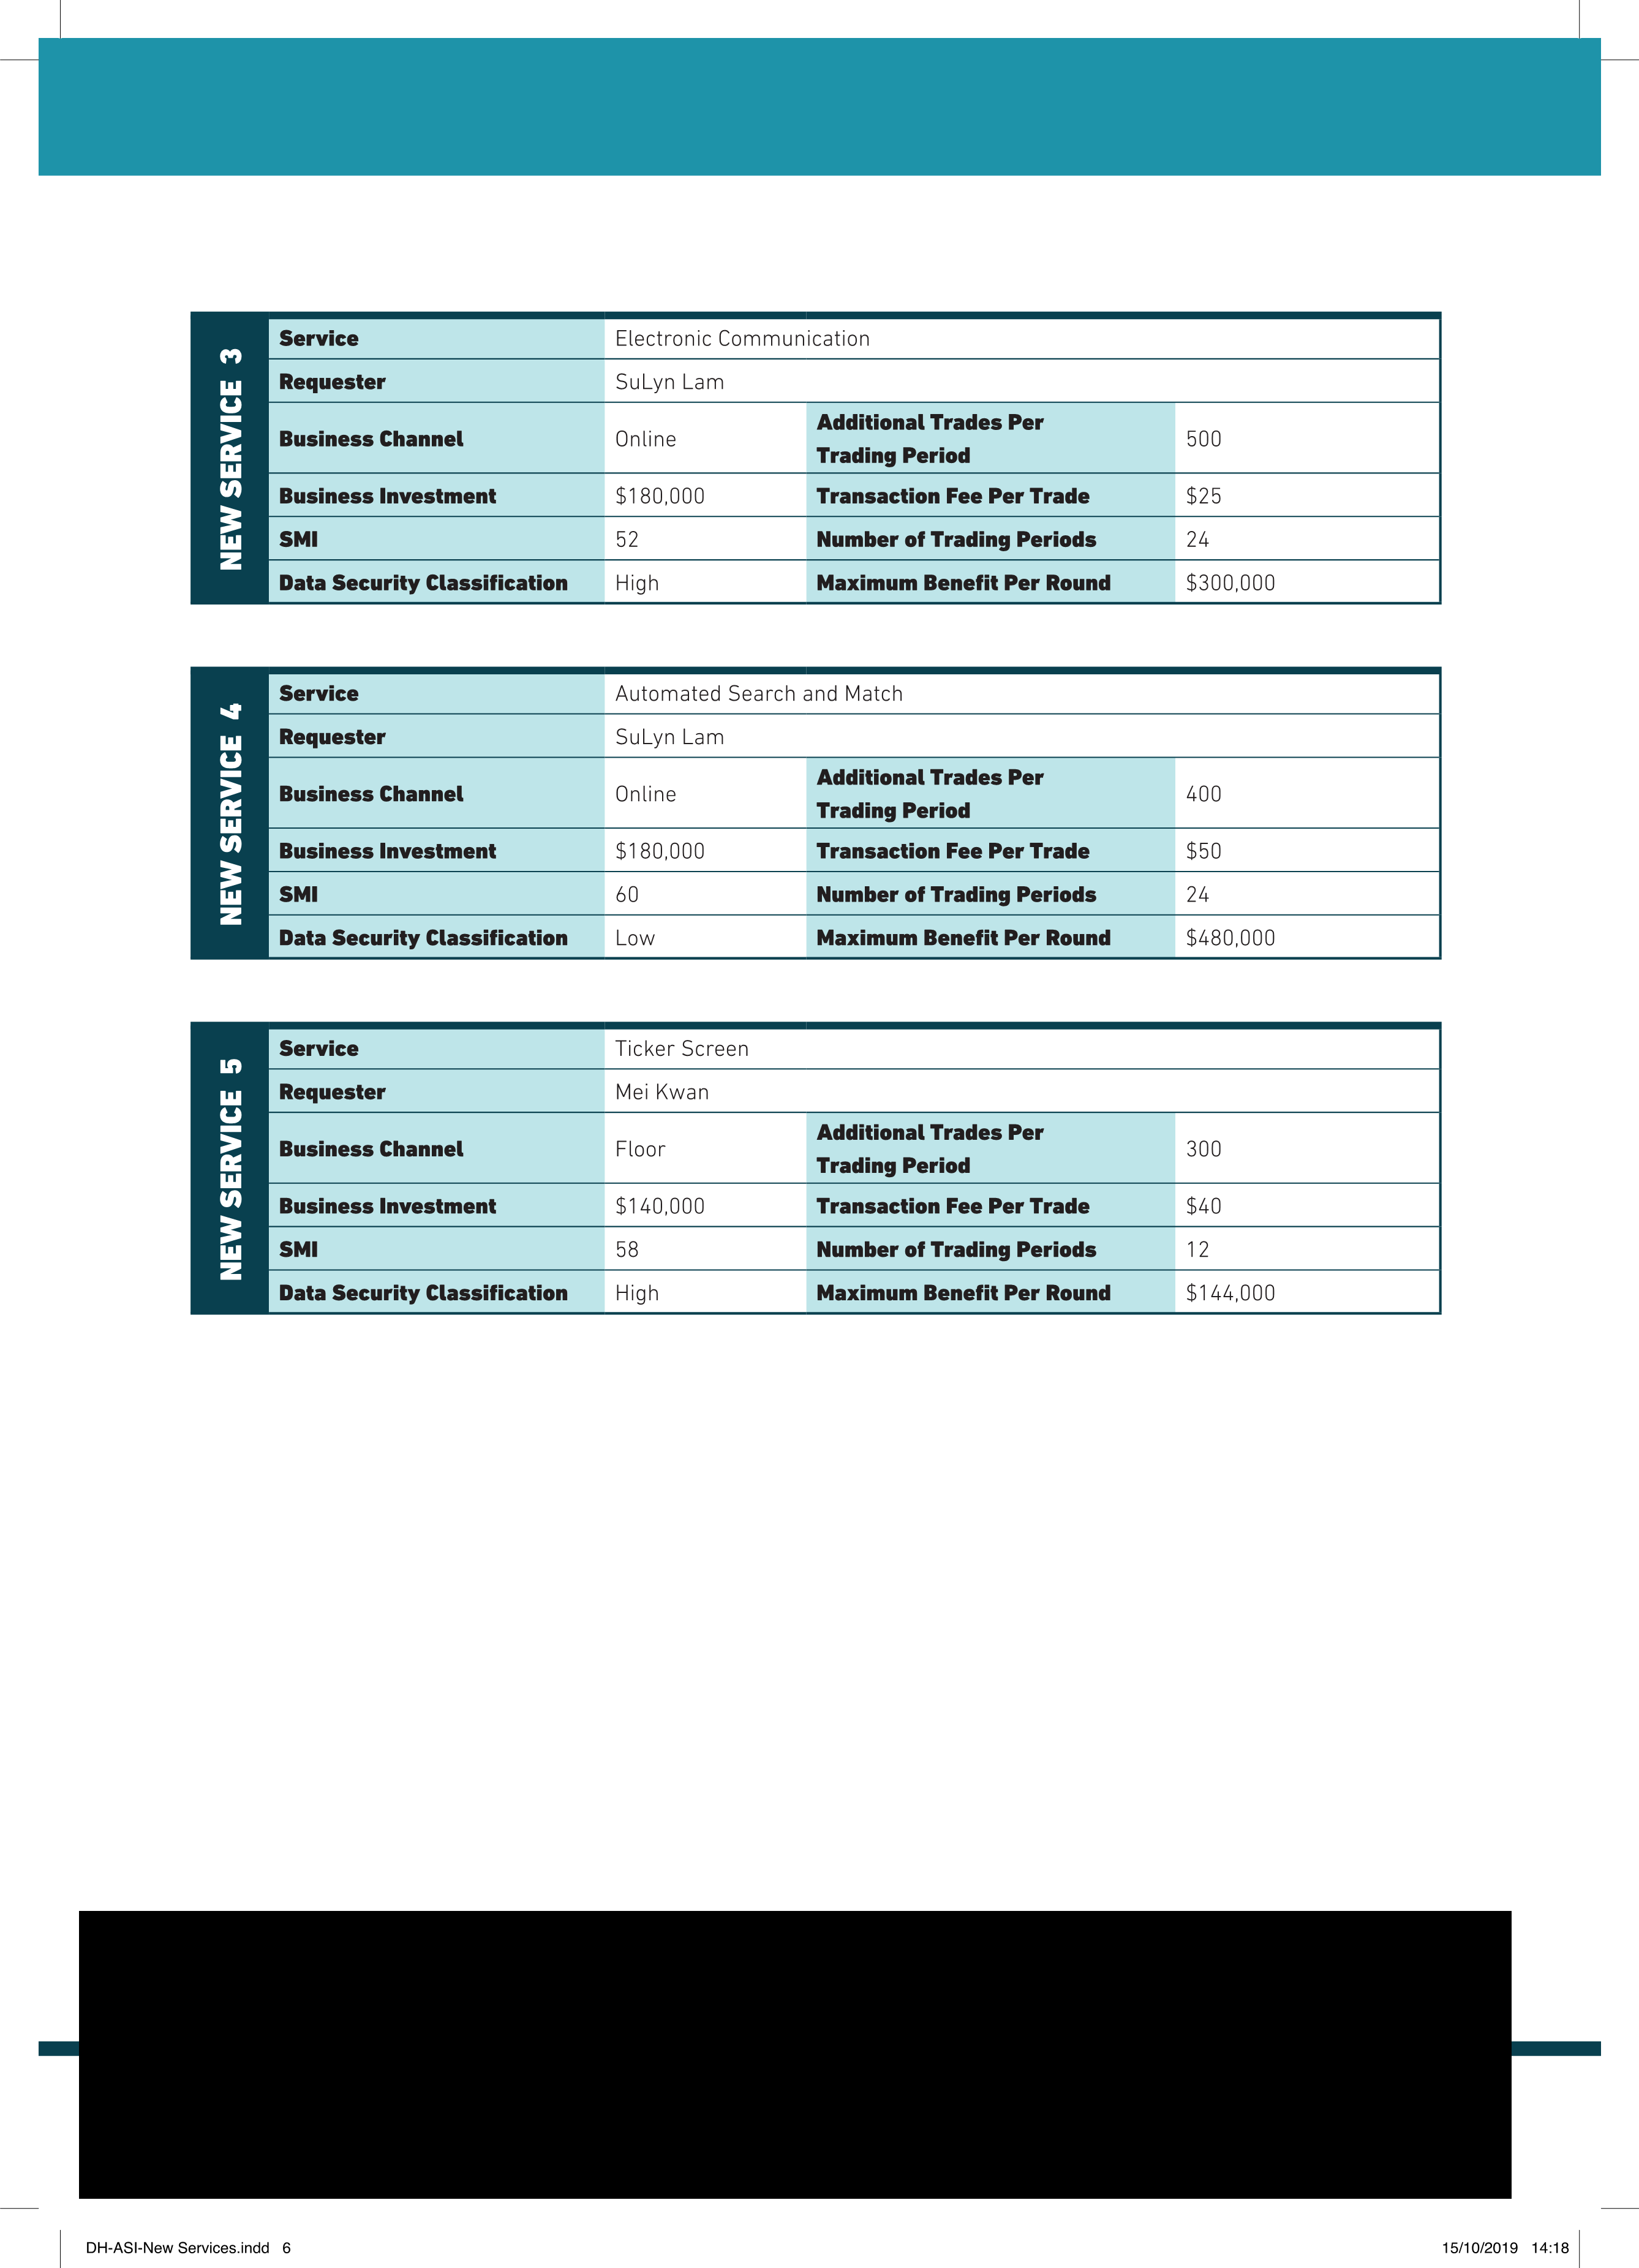 NEW SERVICE 3
Service Electronic Communication
Requester SuLyn Lam
Business Channel Online Additional Trades Per Trading Period 500
Business Investment $180,000 Transaction Fee Per Trade $25
SMI 52 Number of Trading Periods 24
Data Security Classification High Maximum Benefit Per Round $300,000
NEW SERVICE 4
Service Automated Search and Match
Requester SuLyn Lam
Business Channel Online Additional Trades Per Trading Period 400
Business Investment $180,000 Transaction Fee Per Trade $50
SMI 60 Number of Trading Periods 24
Data Security Classification Low Maximum Benefit Per Round $480,000
NEW SERVICE 5
Service Ticker Screen
Requester Mei Kwan
Business Channel Floor Additional Trades Per Trading Period 300
Business Investment $140,000 Transaction Fee Per Trade $40
SMI 58 Number of Trading Periods 12
Data Security Classification High Maximum Benefit Per Round $144,000
DH-ASI-New Services.indd 6 15/10/2019 14:18